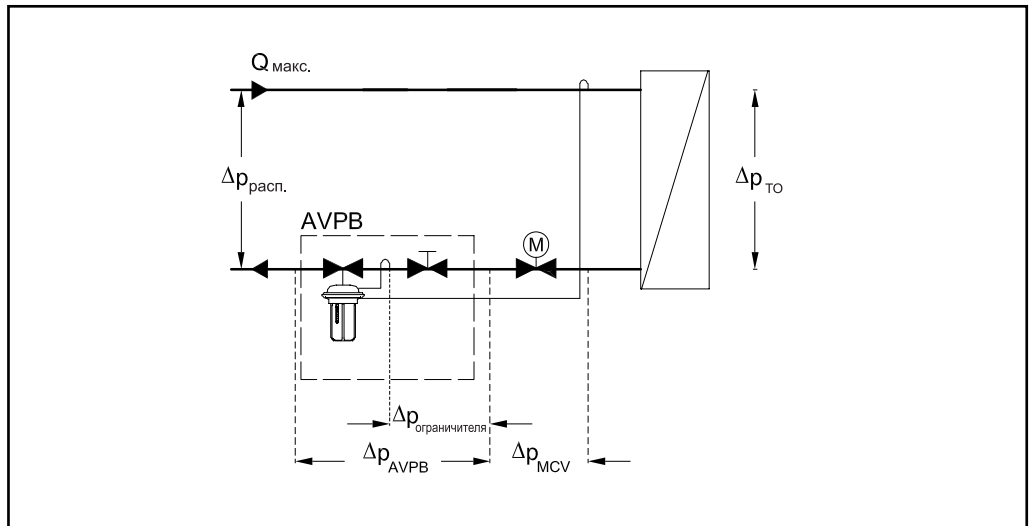 Q макс.
Δp расп.
Δp ТО
AVPB
M
Δp ограничителя
Δp AVPB
Δp MCV